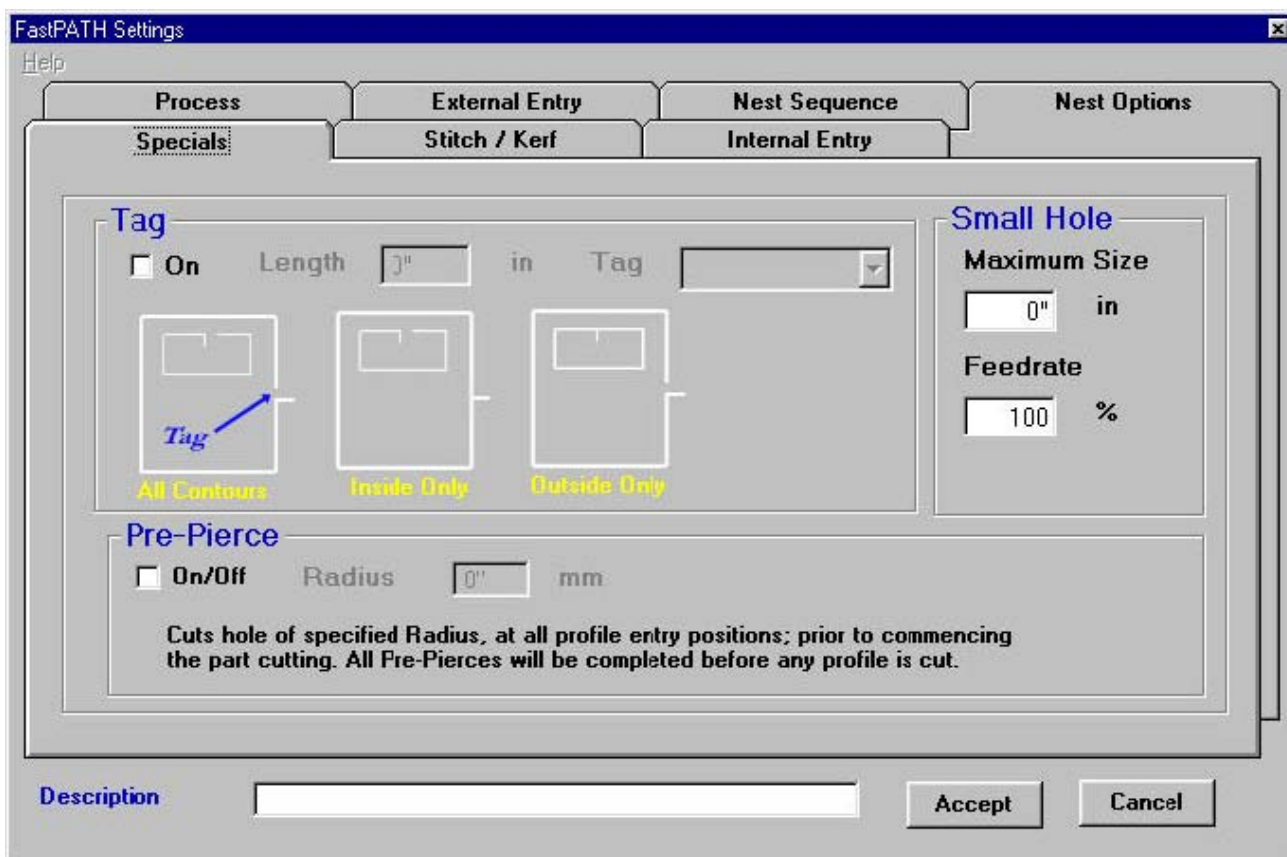 FastPATH Settings
Help
Process External Entry Nest Sequence Nest Options
Specials Stitch / Kerf Internal Entry
Tag
On Length 0" in Tag
Tag
All Contours Inside Only Outside Only
Small Hole
Maximum Size
0" in
Feedrate
100 %
Pre-Pierce
On/Off Radius 0" mm
Cuts hole of specified Radius, at all profile entry positions; prior to commencing
the part cutting. All Pre-Pierces will be completed before any profile is cut.
Description Accept Cancel